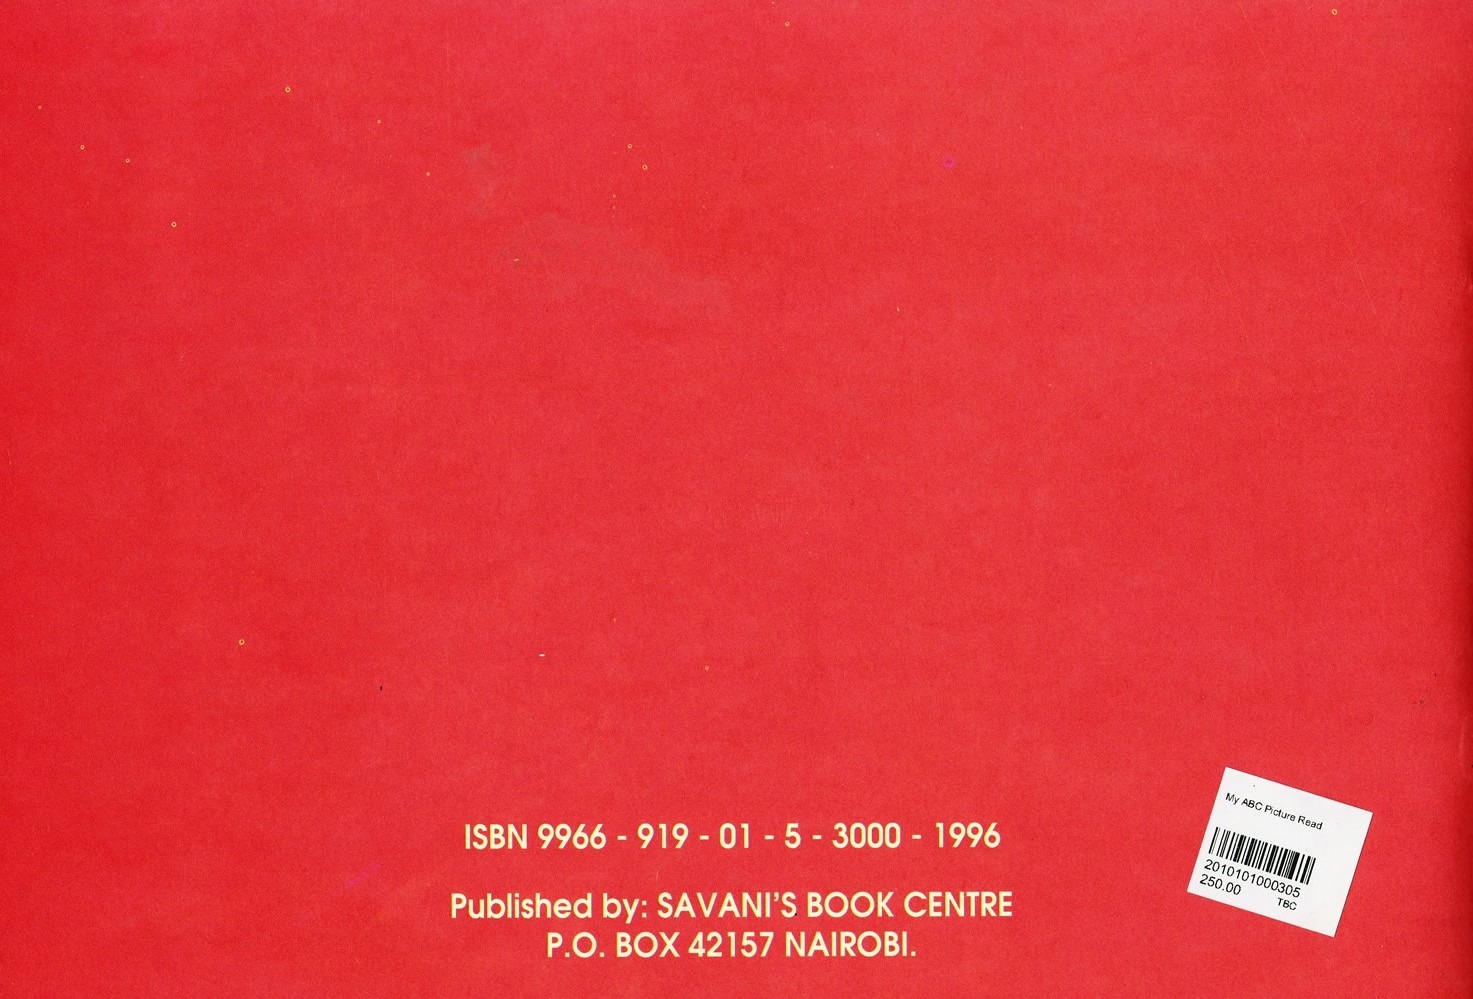 ISBN 9966 - 919 - 01 - 5 - 3000 - 1996
Published by: SAVANI'S BOOK CENTRE
P.O. BOX 42157 NAIROBI.
My ABC Picture Read
2010101000305
250.00
TBC